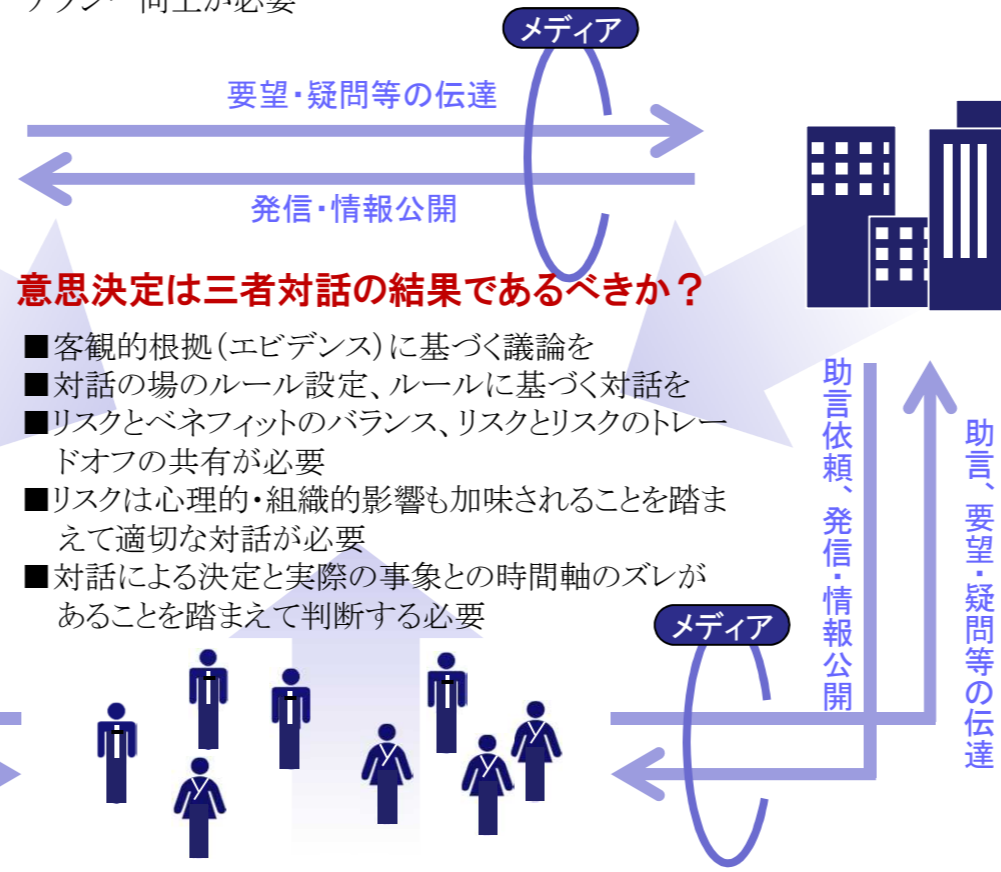 メディア
要望・疑問等の伝達
発信・情報公開
意思決定は三者対話の結果であるべきか？
■客観的根拠（エビデンス）に基づく議論を
■対話の場のルール設定、ルールに基づく対話を
■リスクとベネフィットのバランス、リスクとリスクのトレー
ドオフの共有が必要
■リスクは心理的・組織的影響も加味されることを踏ま
えて適切な対話が必要
■対話による決定と実際の事象との時間軸のズレが
あることを踏まえて判断する必要
助言依頼、発信・情報公開
助言、要望・疑問等の伝達
メディア